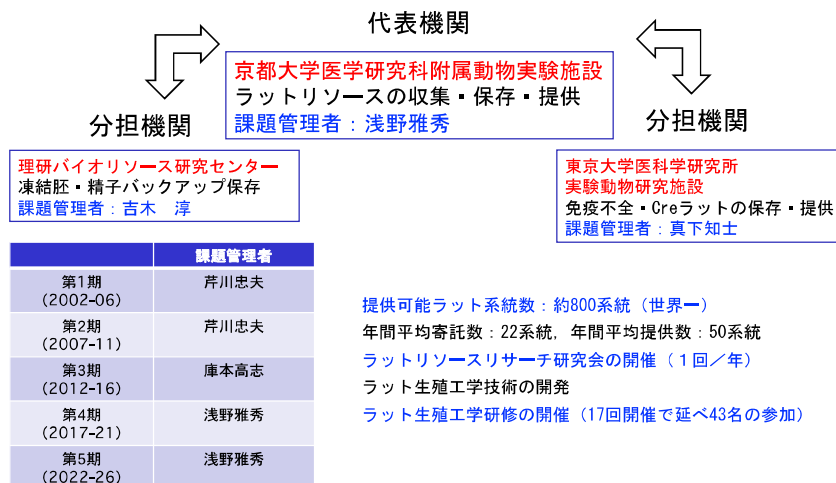 代表機関
京都大学医学研究科附属動物実験施設
ラットリソースの収集・保存・提供
課題管理者：浅野雅秀
分担機関
理研バイオリソース研究センター
凍結胚・精子バックアップ保存
課題管理者：吉木　淳
分担機関
東京大学医科学研究所
実験動物研究施設
免疫不全・Creラットの保存・提供
課題管理者：真下知士
課題管理者
第1期
(2002-06)
芹川忠夫
第2期
(2007-11)
芹川忠夫
第3期
(2012-16)
庫本高志
第4期
(2017-21)
浅野雅秀
第5期
(2022-26)
浅野雅秀
提供可能ラット系統数：約800系統（世界一）
年間平均寄託数：22系統，年間平均提供数：50系統
ラットリソースリサーチ研究会の開催（１回／年）
ラット生殖工学技術の開発
ラット生殖工学研修の開催（17回開催で延べ43名の参加）